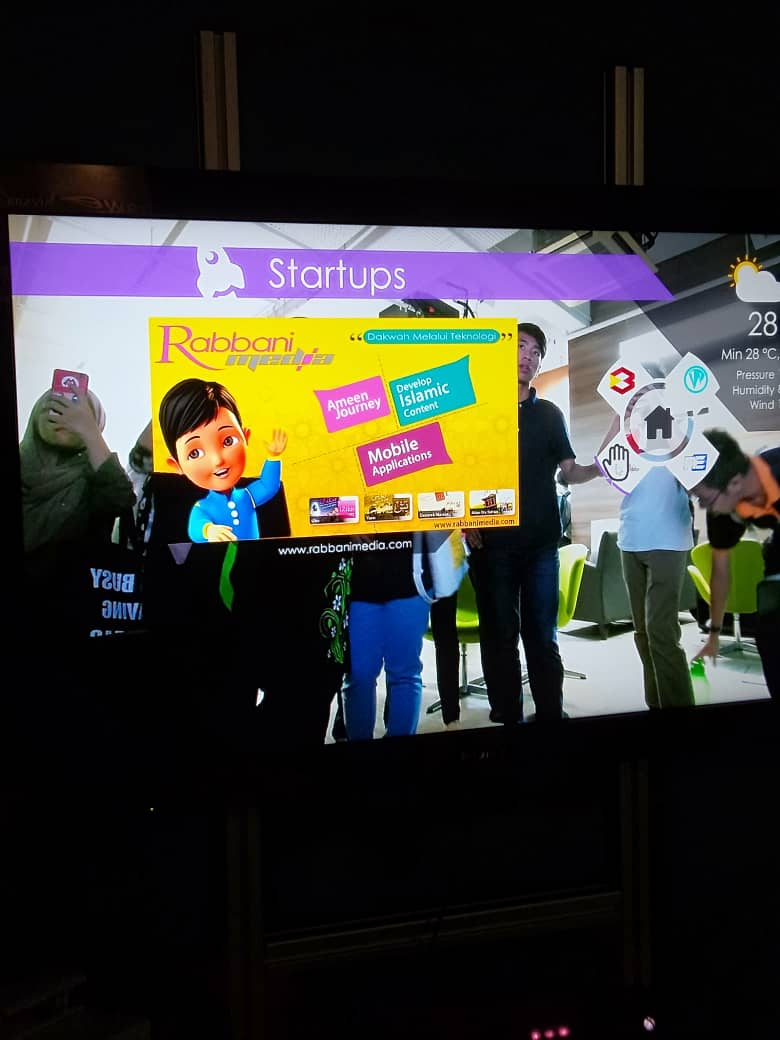 Startups
28
Min 28 °C,
Pressure
Humidity
Wind
Rabbani
media
“ Dakwah Melalui Teknologi ”
Ameen
Journey
Develop
Islamic
Content
Mobile
Applications
www.rabbanimedia.com
www.rabbanimedia.com
BUSY
VING